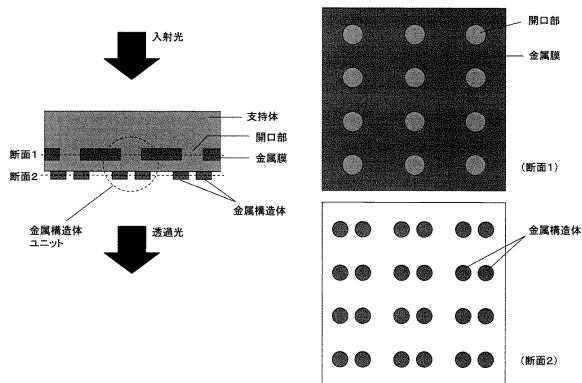 入射光
支持体
開口部
断面1
金属膜
断面2
金属構造体
金属構造体
ユニット
透過光
開口部
金属膜
(断面1)
金属構造体
(断面2)